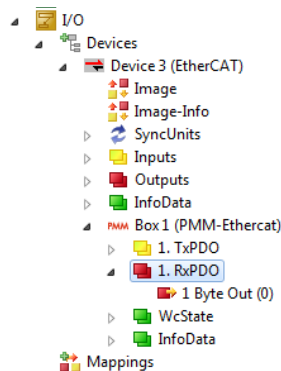 I/O
Devices
Device 3 (EtherCAT)
Image
Image-Info
SyncUnits
Inputs
Outputs
InfoData
PMM Box 1 (PMM-Ethercat)
1. TxPDO
1. RxPDO
1 Byte Out (0)
WcState
InfoData
Mappings